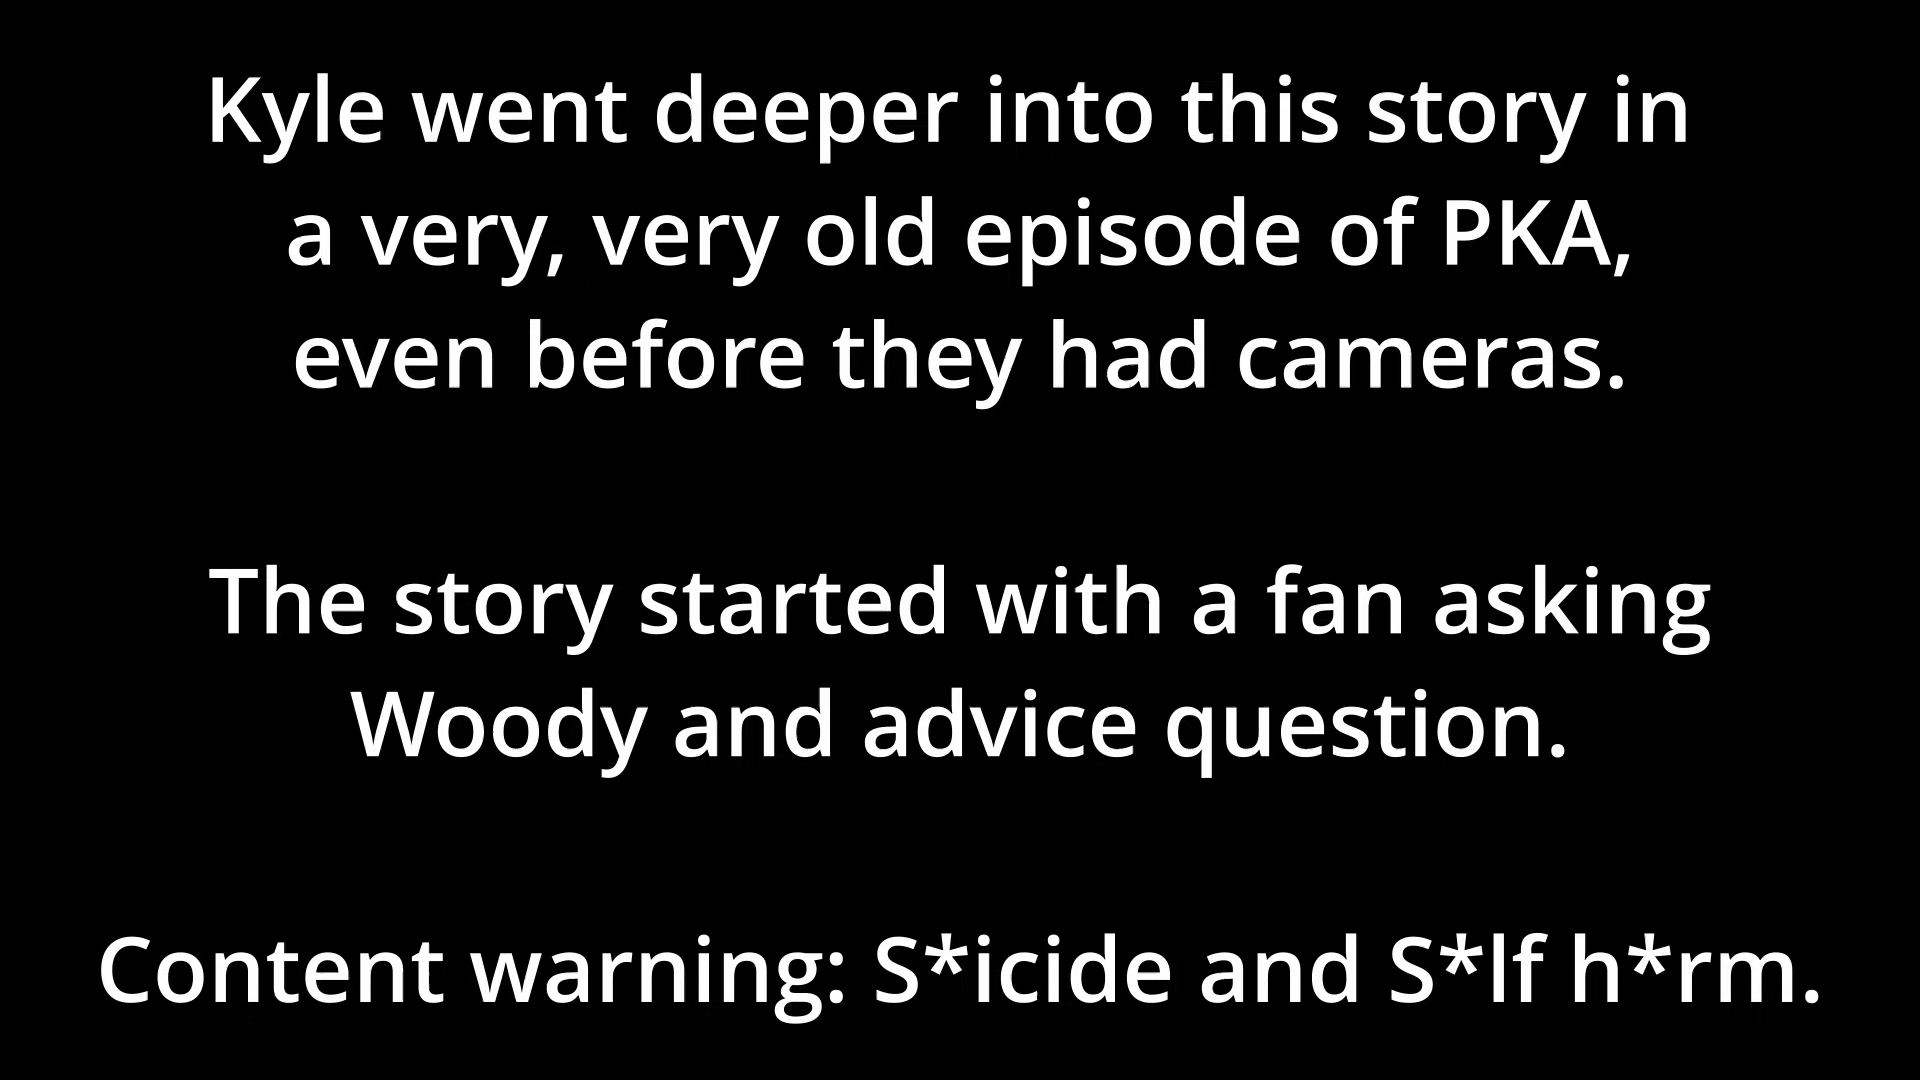 Kyle went deeper into this story in
a very, very old episode of PKA,
even before they had cameras.
The story started with a fan asking
Woody and advice question.
Content warning: S*icide and S*lf h*rm.